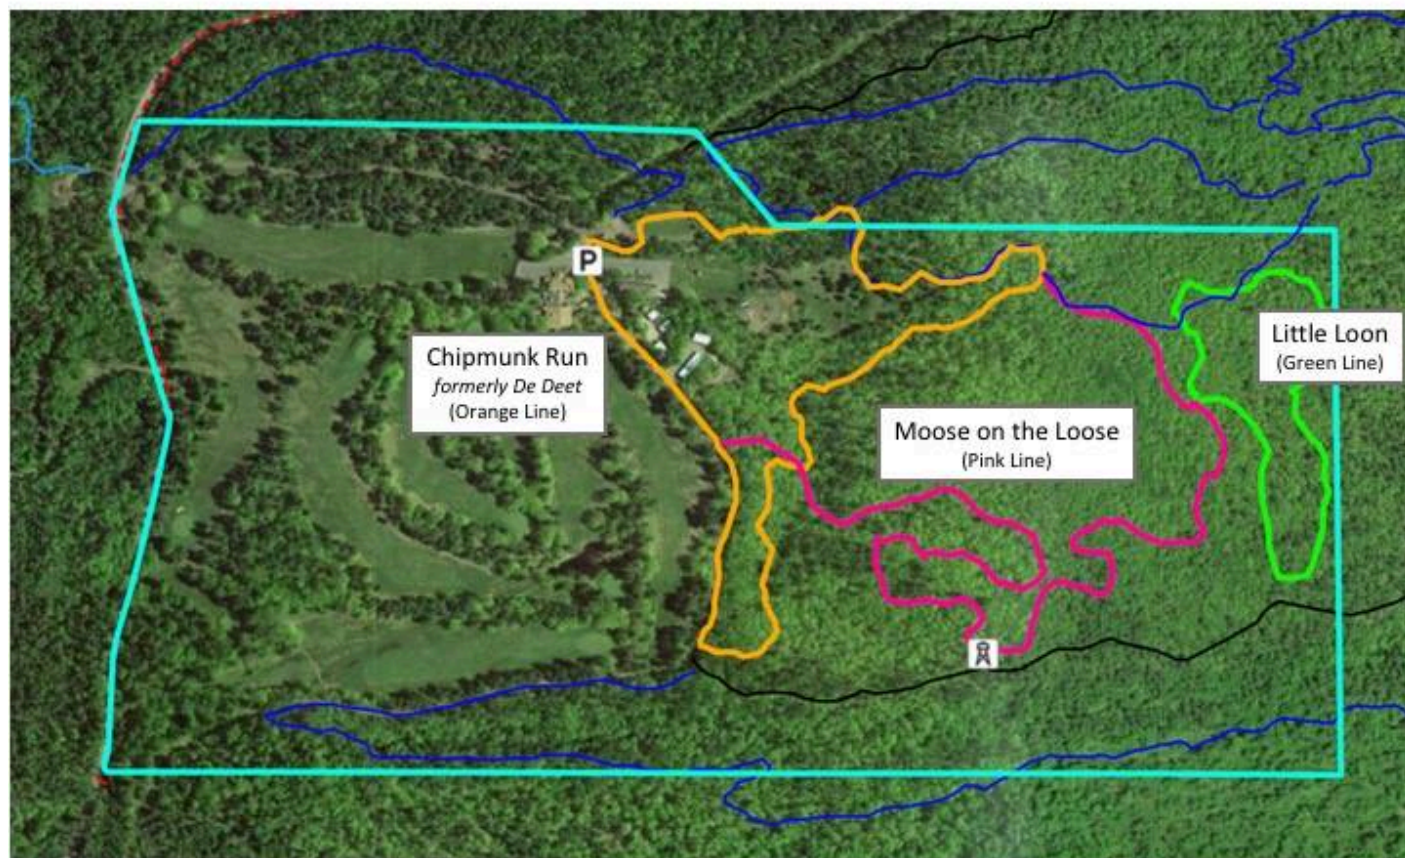 P
Chipmunk Run
formerly De Deet
(Orange Line)
Moose on the Loose
(Pink Line)
Little Loon
(Green Line)